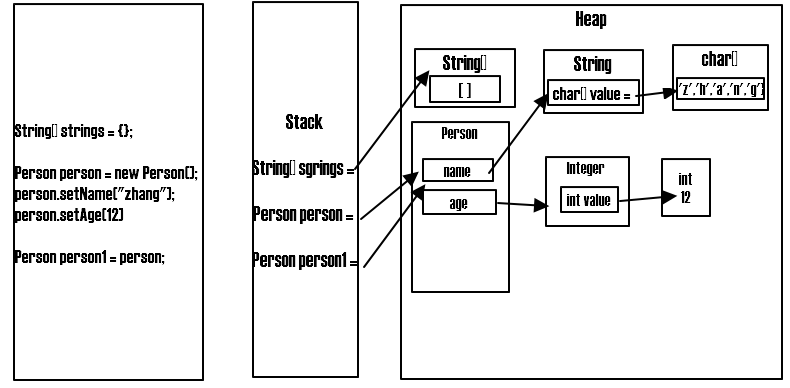 String[] strings = {};
Person person = new Person();
person.setName("zhang");
person.setAge(12)
Person person1 = person;
Stack
String[] sgrings =
Person person =
Person person1 =
Heap
String[]
[ ]
String
char[] value =
char[]
'z','h','a','n','g'}
Person
name
age
Integer
int value
int
12